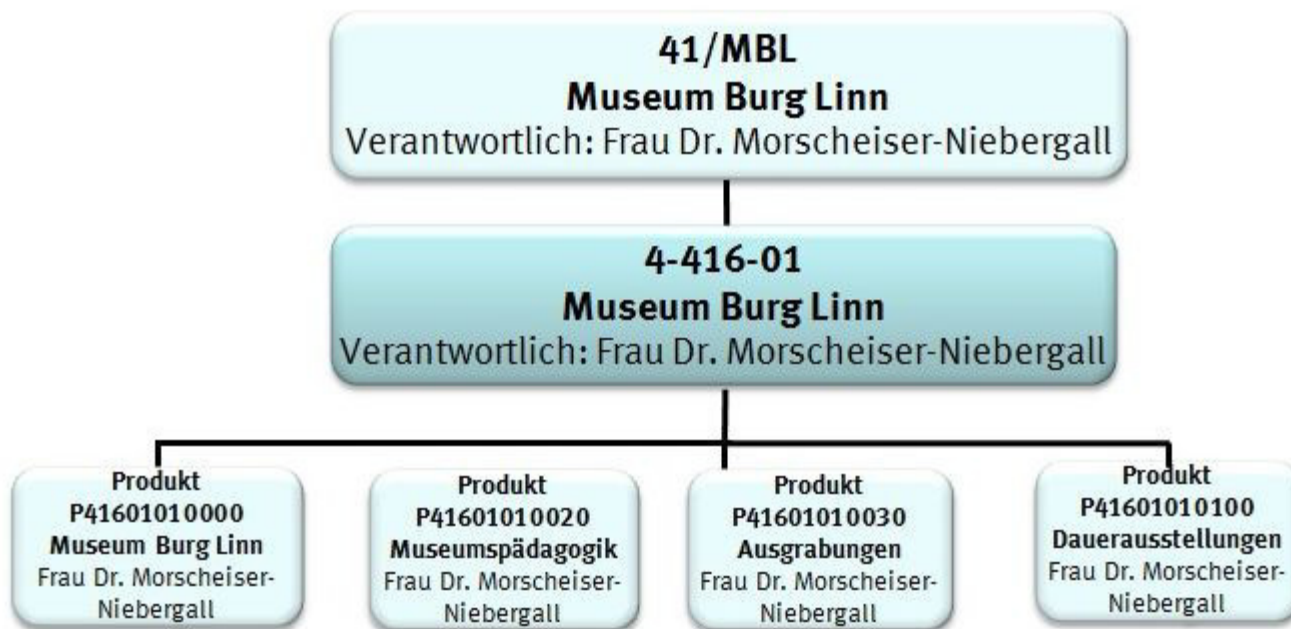 41/MBL
Museum Burg Linn
Verantwortlich: Frau Dr. Morscheiser-Niebergall
4-416-01
Museum Burg Linn
Verantwortlich: Frau Dr. Morscheiser-Niebergall
Produkt
P41601010000
Museum Burg Linn
Frau Dr. Morscheiser-
Niebergall
Produkt
P41601010020
Museumspädagogik
Frau Dr. Morscheiser-
Niebergall
Produkt
P41601010030
Ausgrabungen
Frau Dr. Morscheiser-
Niebergall
Produkt
P41601010100
Dauerausstellungen
Frau Dr. Morscheiser-
Niebergall